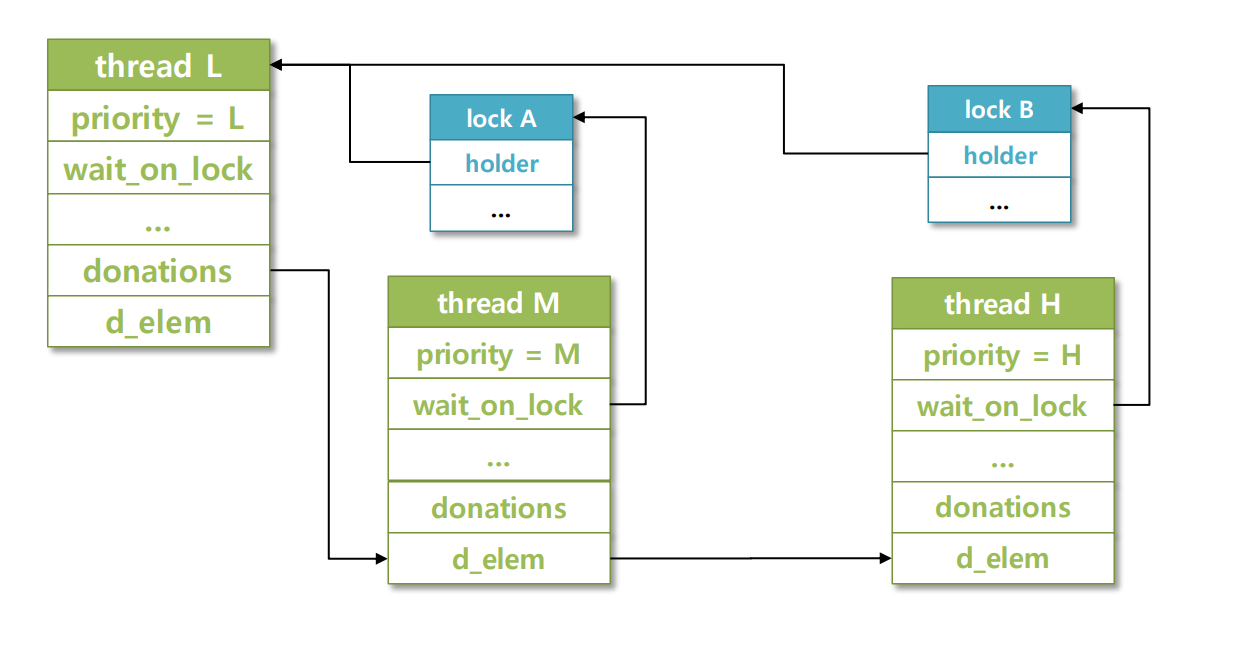 thread L
priority = L
wait_on_lock
...
donations
d_elem
lock A
holder
...
lock B
holder
...
thread M
priority = M
wait_on_lock
...
donations
d_elem
thread H
priority = H
wait_on_lock
...
donations
d_elem